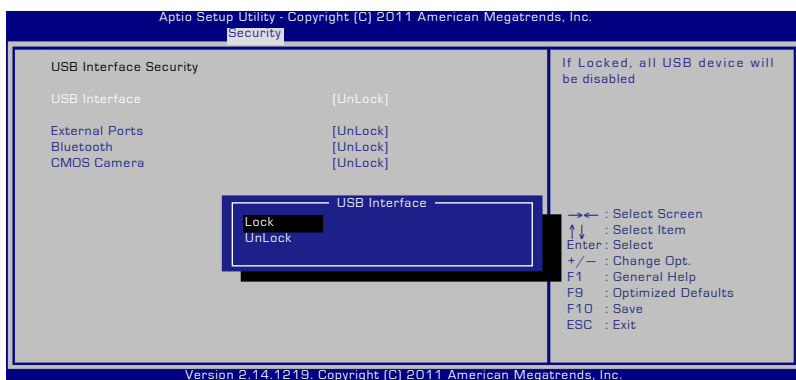 Aptio Setup Utility - Copyright (C) 2011 American Megatrends, Inc.
Security
USB Interface Security
USB Interface [UnLock]
External Ports [UnLock]
Bluetooth [UnLock]
CMOS Camera [UnLock]
USB Interface
Lock
UnLock
If Locked, all USB device will
be disabled
→← : Select Screen
↑↓ : Select Item
Enter : Select
+/— : Change Opt.
F1 : General Help
F9 : Optimized Defaults
F10 : Save
ESC : Exit
Version 2.14.1219. Copyright (C) 2011 American Megatrends, Inc.